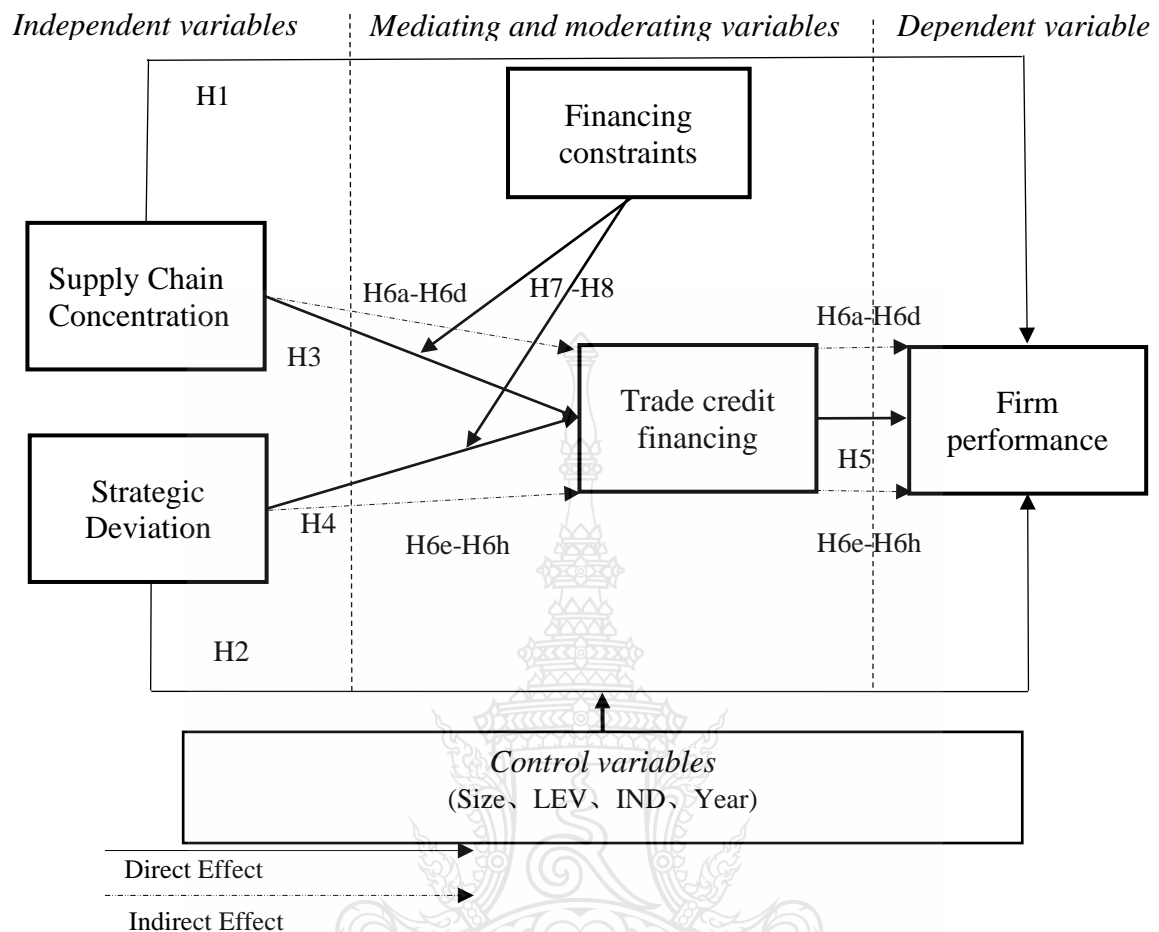 Independent variables
Mediating and moderating variables
Dependent variable
H1
Financing
constraints
Supply Chain
Concentration
H6a-H6d
H7 -H8
H6a-H6d
H3
Trade credit
financing
Firm
performance
H5
Strategic
Deviation
H4
H6e-H6h
H6e-H6h
H2
Control variables
(Size、LEV、IND、Year)
Direct Effect
Indirect Effect